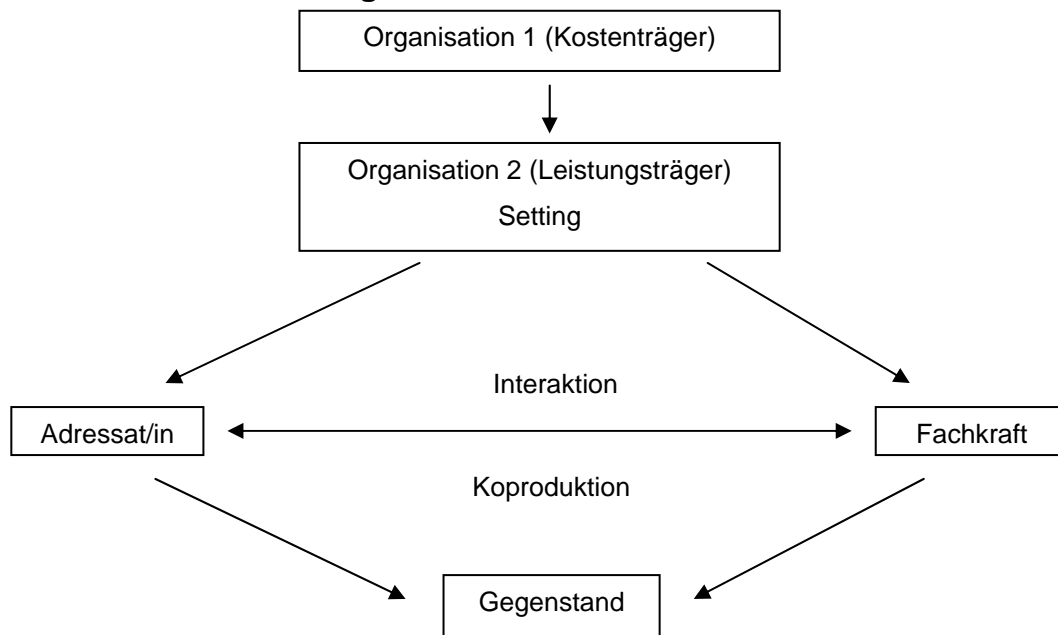 Organisation 1 (Kostenträger)
Organisation 2 (Leistungsträger)
Setting
Interaktion
Adressat/in
Fachkraft
Koproduktion
Gegenstand